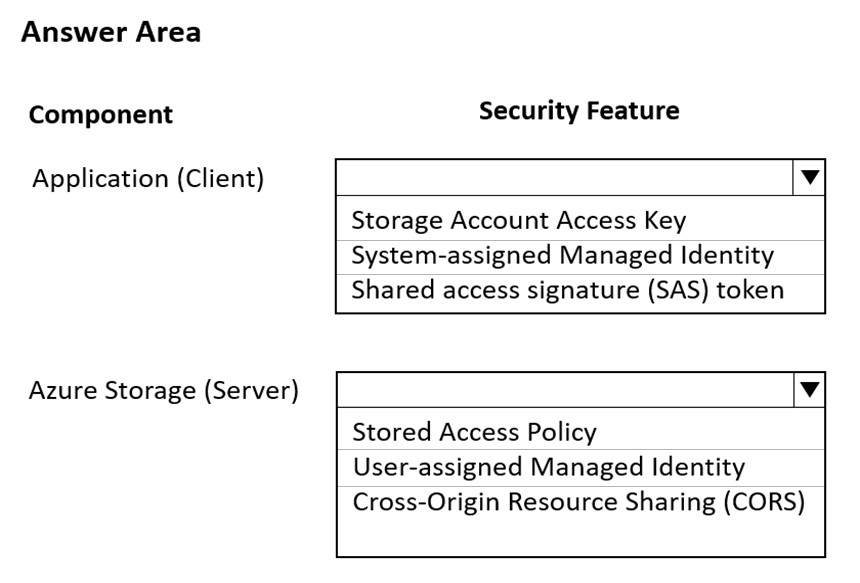 Answer Area
Component
Security Feature
Application (Client)
Storage Account Access Key
System-assigned Managed Identity
Shared access signature (SAS) token
Azure Storage (Server)
Stored Access Policy
User-assigned Managed Identity
Cross-Origin Resource Sharing (CORS)